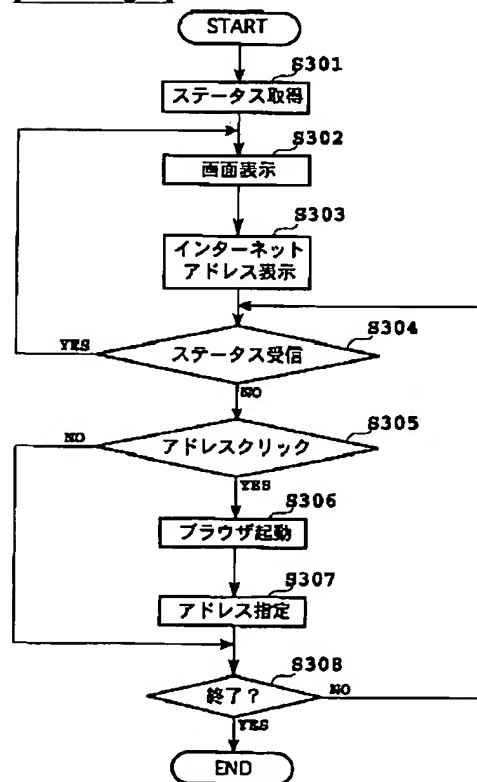 START
S301
ステータス取得
S302
画面表示
S303
インターネット
アドレス表示
S304
ステータス受信
YES
NO
S305
アドレスクリック
NO
YES
S306
ブラウザ起動
S307
アドレス指定
S308
終了?
NO
YES
END